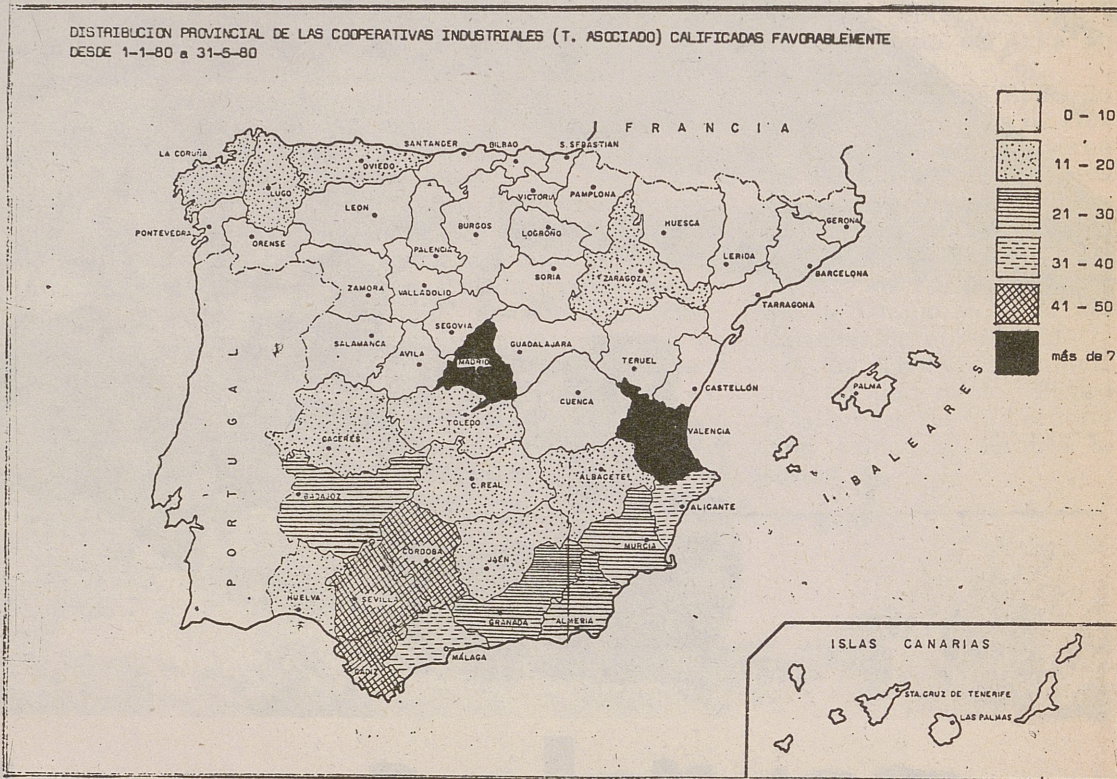 DISTRIBUCION PROVINCIAL DE LAS COOPERATIVAS INDUSTRIALES (T. ASOCIADO) CALIFICADAS FAVORABLEMENTE
DESDE 1-1-80 a 31-5-80
FRANCIA
0 - 10
11 - 20
21 - 30
31 - 40
41 - 50
más de 7
LA CORUÑA
LUGO
OVIEDO
SANTANDER
BILBAO
S. SEBASTIAN
VICTORIA
PAMPLONA
PONTEVEDRA
ORENSE
LEON
PALENCIA
BURGOS
LOGROÑO
HUESCA
LERIDA
GERONA
BARCELONA
TARRAGONA
ZAMORA
VALLADOLID
SORIA
ZARAGOZA
SALAMANCA
AVILA
SEGOVIA
MADRID
GUADALAJARA
TERUEL
CASTELLÓN
CUENCA
VALENCIA
PALMA
I. BALEARES
PORTUGAL
CACERES
TOLEDO
BADAJOZ
C. REAL
ALBACETE
ALICANTE
MURCIA
CORDOBA
JAEN
HUELVA
SEVILLA
GRANADA
ALMERIA
MÁLAGA
ISLAS CANARIAS
STA. CRUZ DE TENERIFE
LAS PALMAS